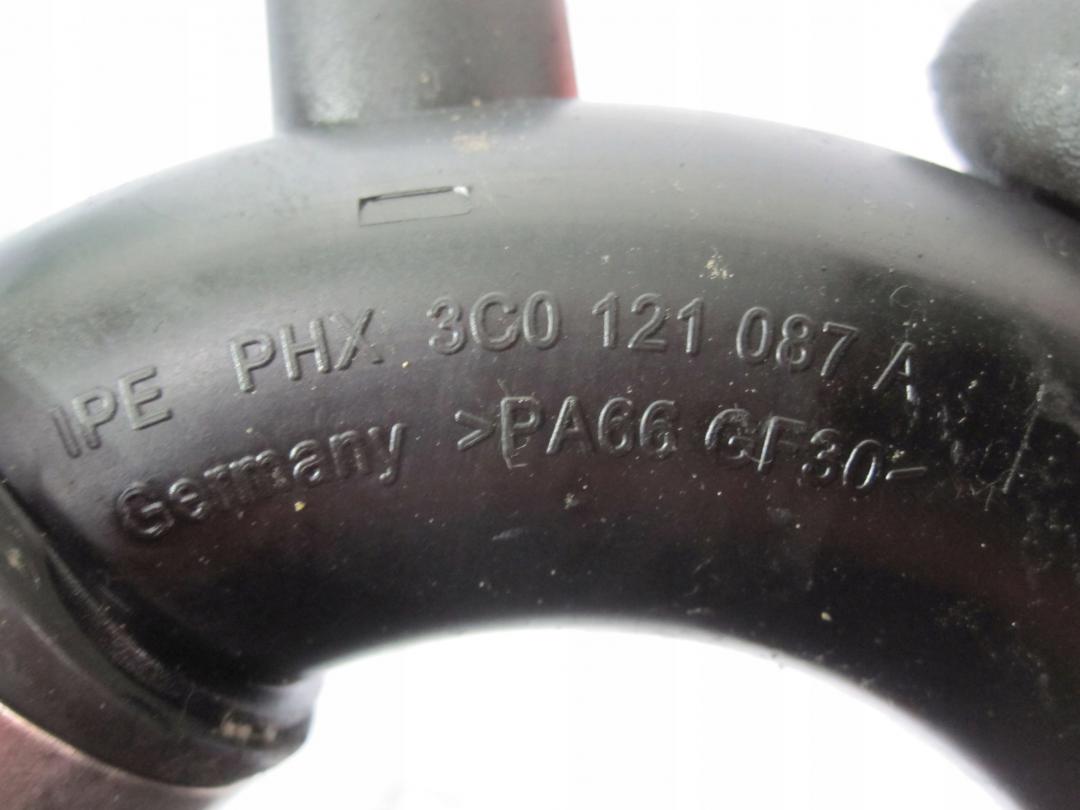 IPE PHX 3C0 121 087 A
Germany >PA66 GF30<